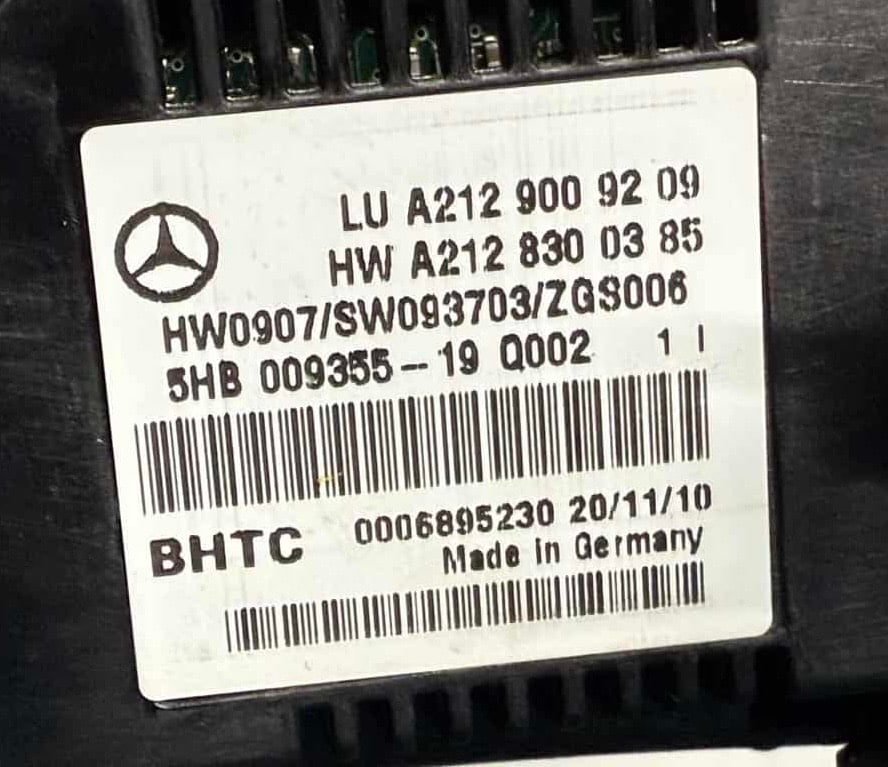 LU A212 900 92 09
HW A212 830 03 85
HW0907/SW093703/ZGS006
5HB 009355--19 Q002 1 I
BHTC 0006895230 20/11/10
Made in Germany